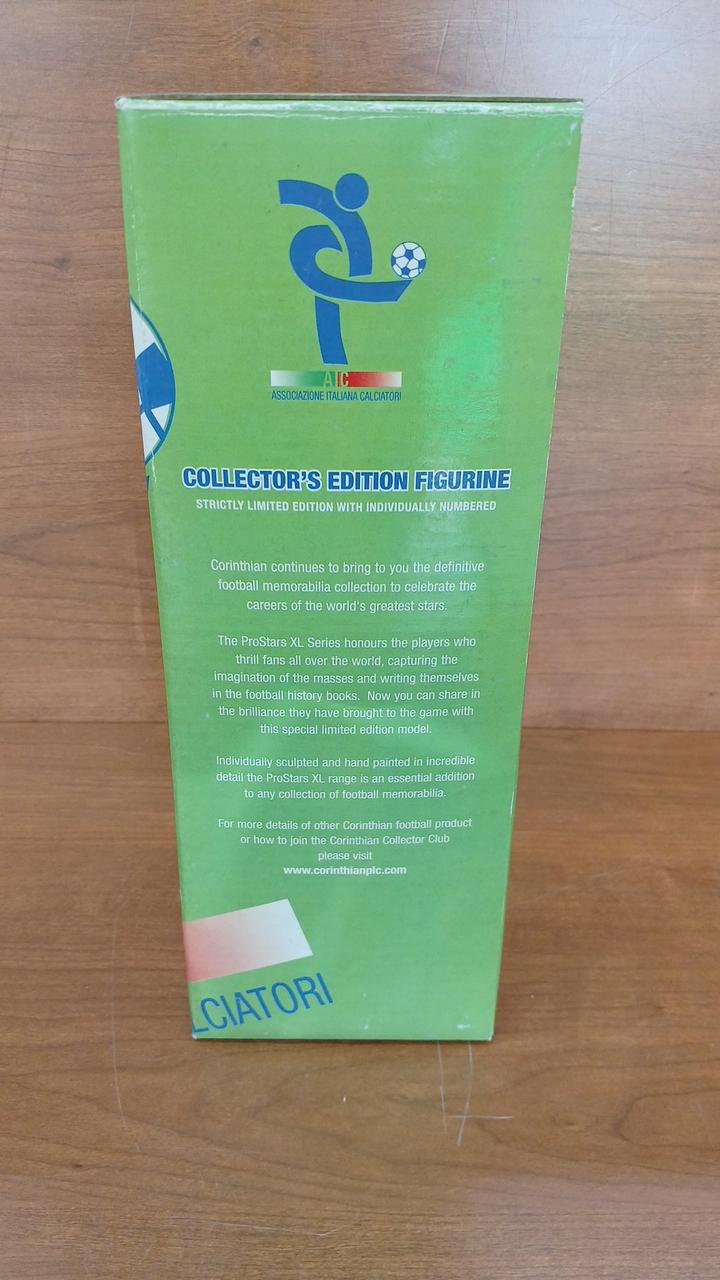 AIC
ASSOCIAZIONE ITALIANA CALCIATORI
COLLECTOR'S EDITION FIGURINE
STRICTLY LIMITED EDITION WITH INDIVIDUALLY NUMBERED
Corinthian continues to bring to you the definitive
football memorabilia collection to celebrate the
careers of the world's greatest stars.
The ProStars XL Series honours the players who
thrill fans all over the world, capturing the
imagination of the masses and writing themselves
in the football history books. Now you can share in
the brilliance they have brought to the game with
this special limited edition model.
Individually sculpted and hand painted in incredible
detail the ProStars XL range is an essential addition
to any collection of football memorabilia.
For more details of other Corinthian football product
or how to join the Corinthian Collector Club
please visit
www.corinthianplc.com
LCIATORI